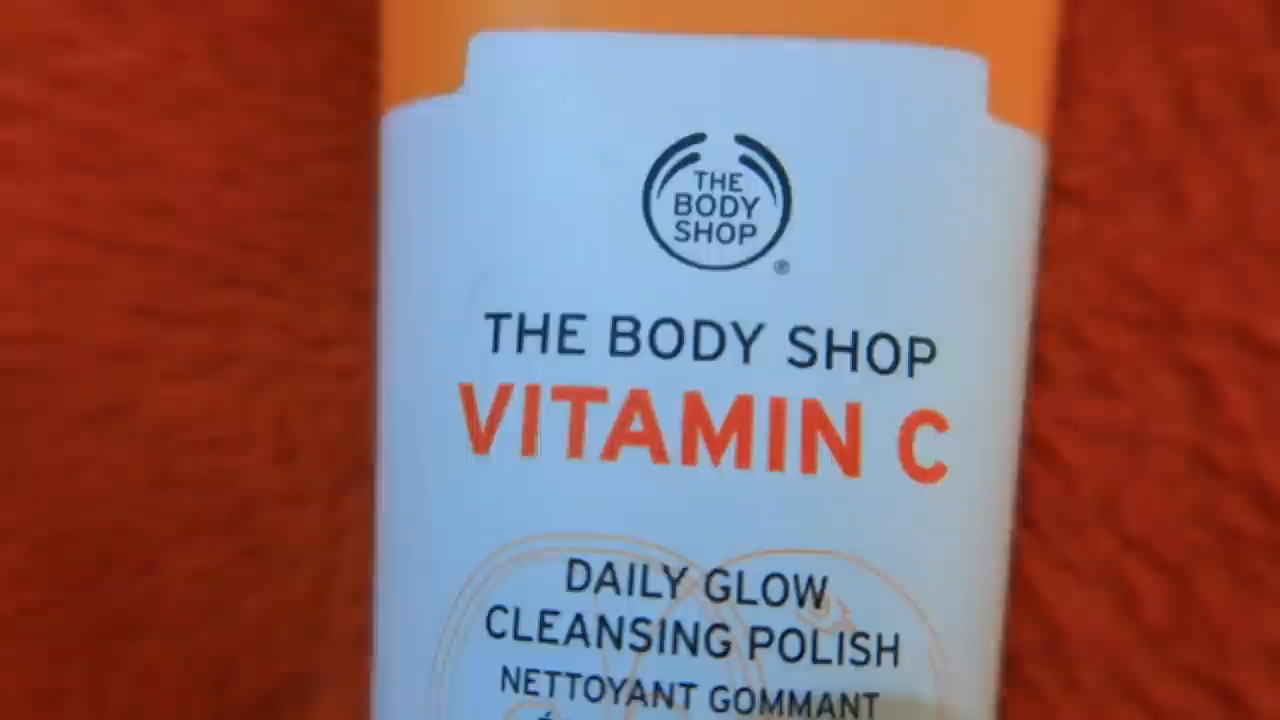 THE
BODY
SHOP
®
THE BODY SHOP
VITAMIN C
DAILY GLOW
CLEANSING POLISH
NETTOYANT GOMMANT